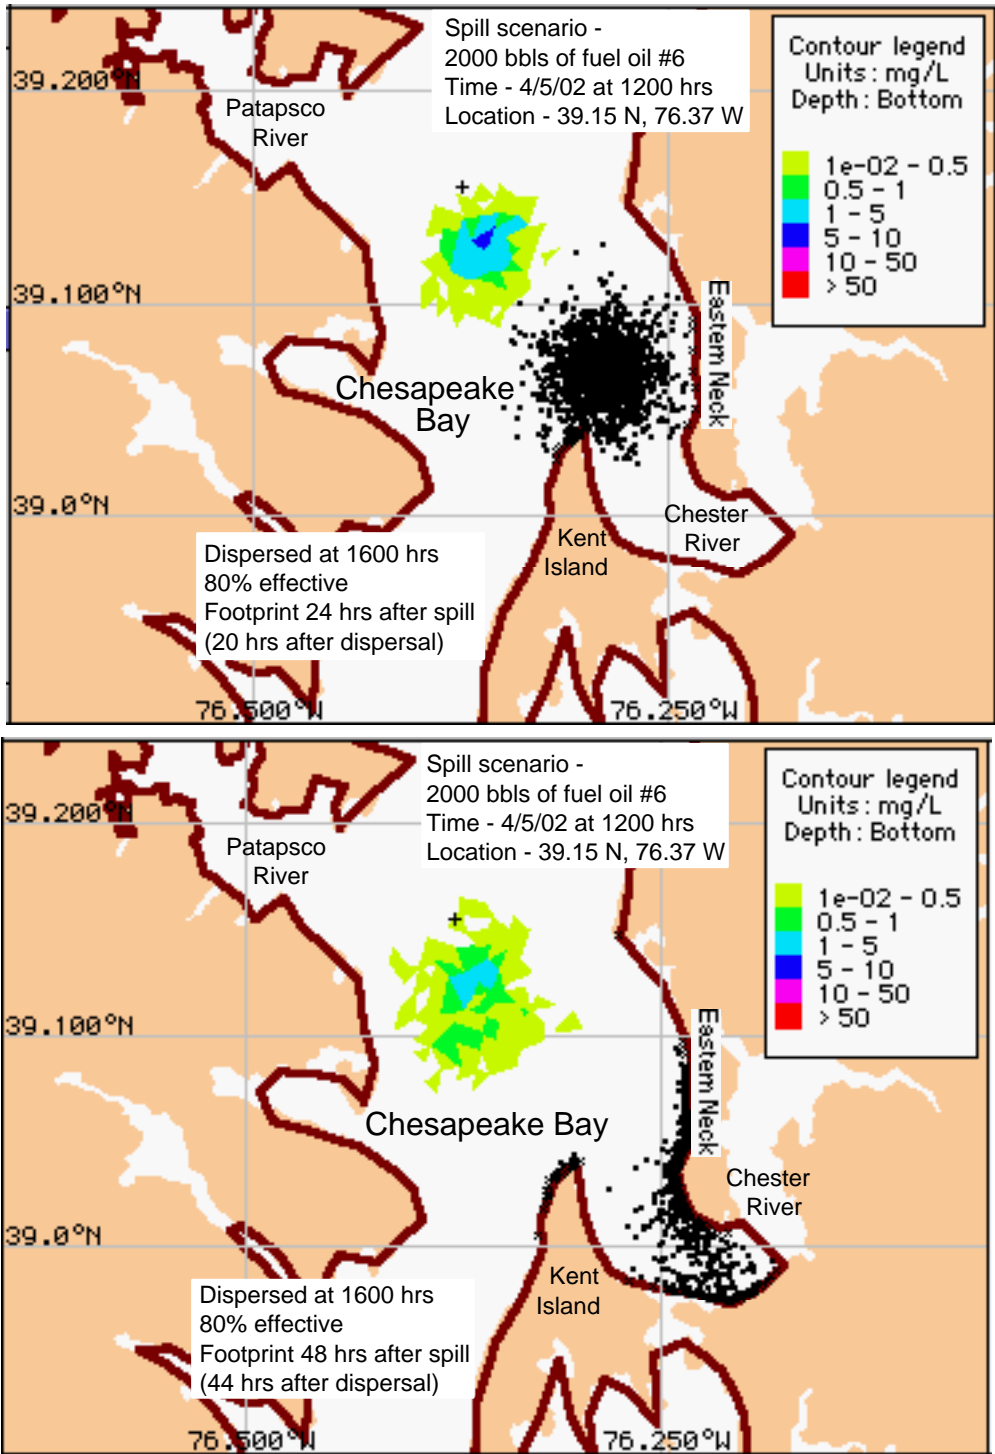 Spill scenario -
2000 bbls of fuel oil #6
Time - 4/5/02 at 1200 hrs
Location - 39.15 N, 76.37 W
Contour legend
Units : mg/L
Depth : Bottom
1e-02 - 0.5
0.5 - 1
1 - 5
5 - 10
10 - 50
> 50
39.200°N
Patapsco
River
39.100°N
Eastern Neck
Chesapeake
Bay
39.0°N
Chester
River
Kent
Island
Dispersed at 1600 hrs
80% effective
Footprint 24 hrs after spill
(20 hrs after dispersal)
76.500°W
76.250°W
Spill scenario -
2000 bbls of fuel oil #6
Time - 4/5/02 at 1200 hrs
Location - 39.15 N, 76.37 W
Contour legend
Units : mg/L
Depth : Bottom
1e-02 - 0.5
0.5 - 1
1 - 5
5 - 10
10 - 50
> 50
39.200°N
Patapsco
River
39.100°N
Eastern Neck
Chesapeake Bay
Chester
River
39.0°N
Kent
Island
Dispersed at 1600 hrs
80% effective
Footprint 48 hrs after spill
(44 hrs after dispersal)
76.500°W
76.250°W